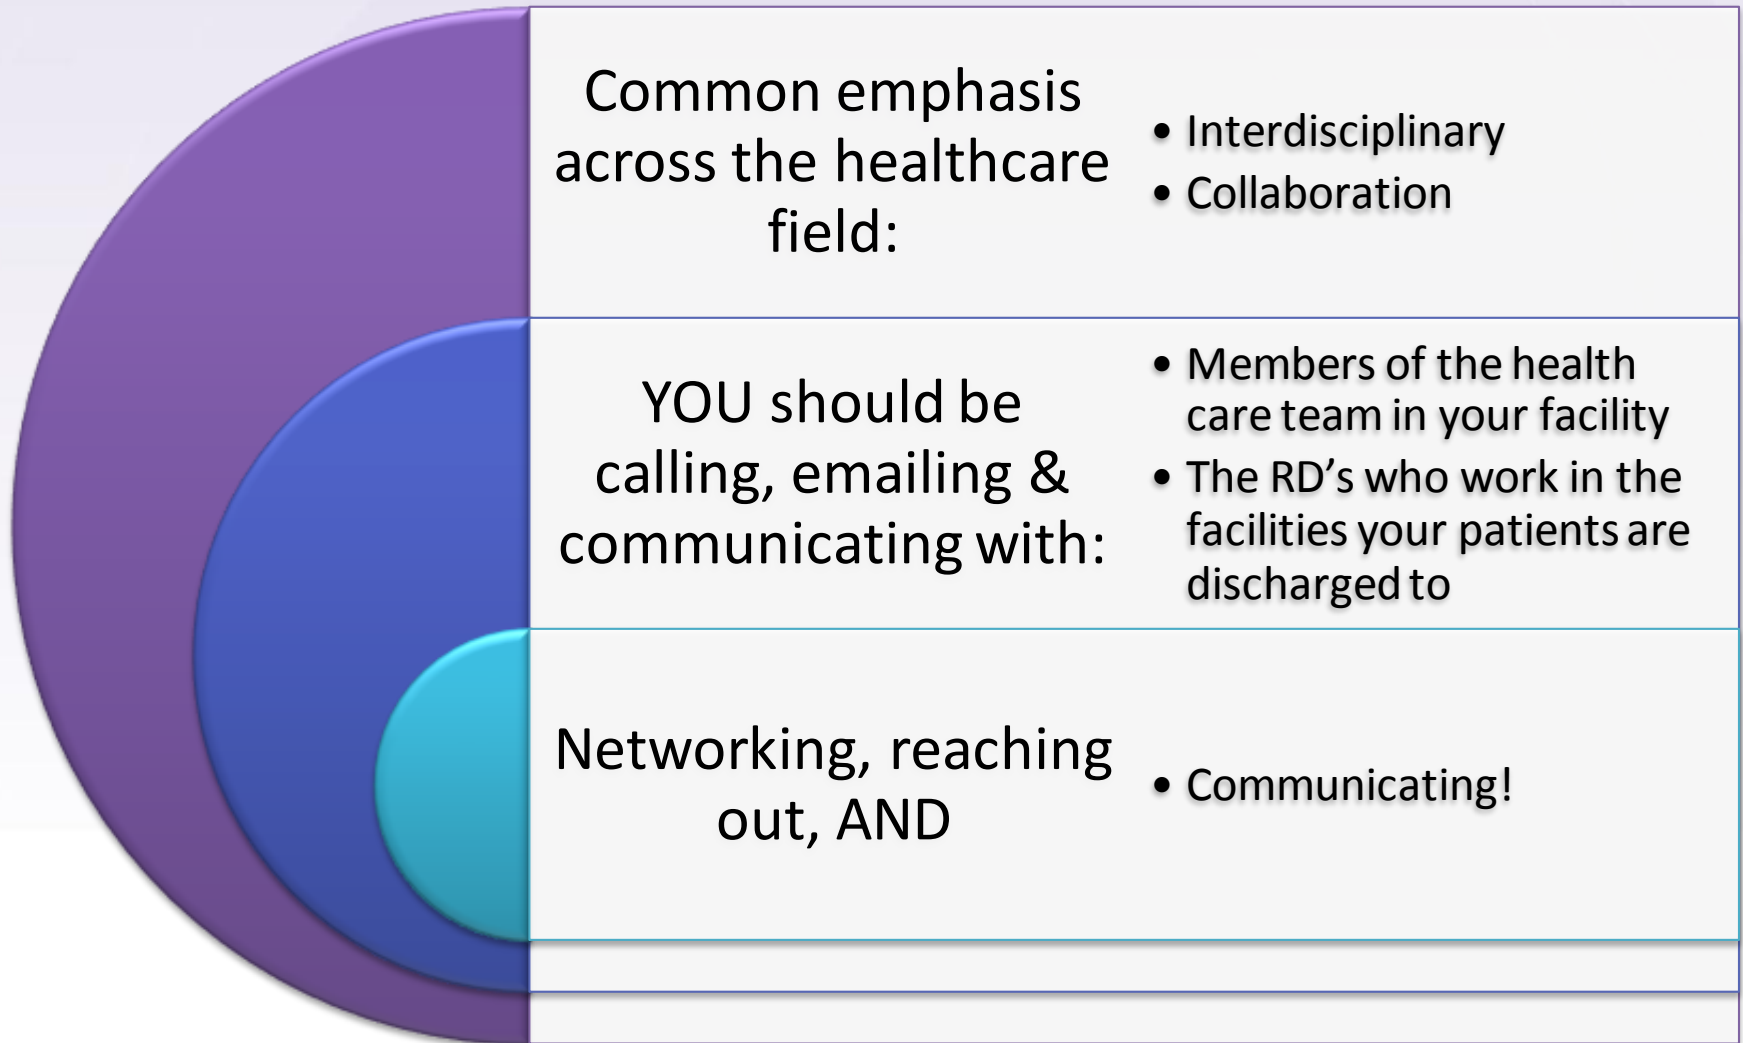 Common emphasis
across the healthcare
field:
• Interdisciplinary
• Collaboration
YOU should be
calling, emailing &
communicating with:
• Members of the health
care team in your facility
• The RD’s who work in the
facilities your patients are
discharged to
Networking, reaching
out, AND
• Communicating!